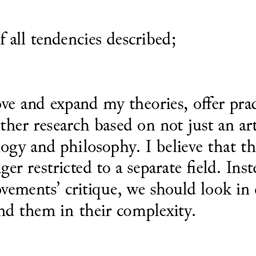 f all tendencies described;
ove and expand my theories, offer prac
ther research based on not just an art
ogy and philosophy. I believe that th
ger restricted to a separate field. Inste
ovements’ critique, we should look in
nd them in their complexity.